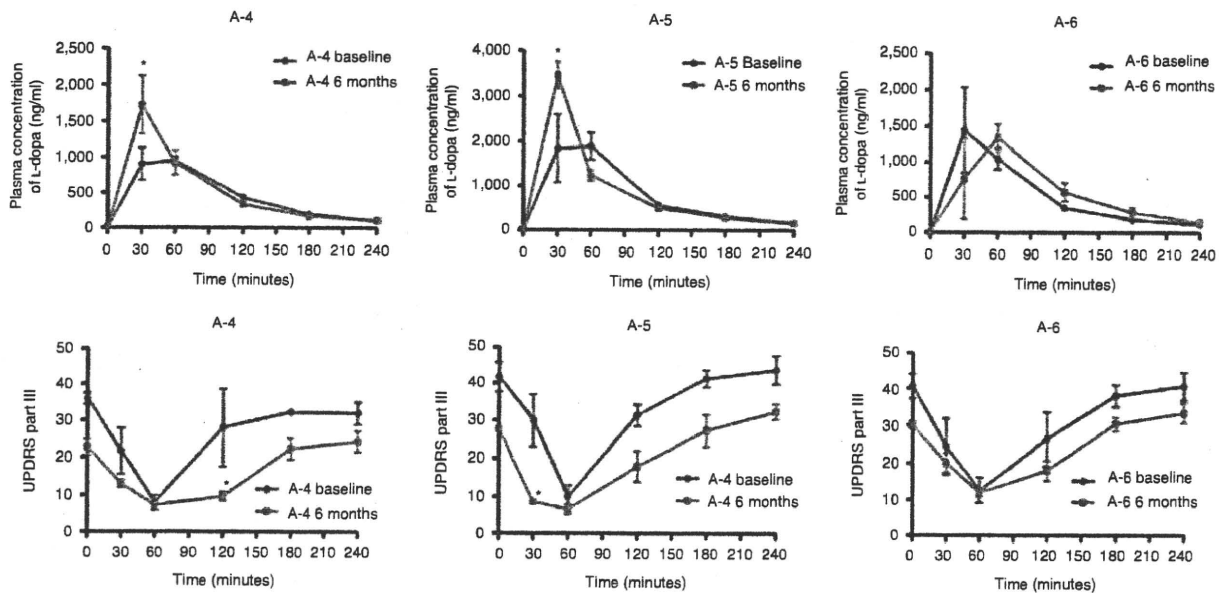 A-4
Plasma concentration
of L-dopa (ng/ml)
2,500
2,000
1,500
1,000
500
0
*
A-4 baseline
A-4 6 months
0 30 60 90 120 150 180 210 240
Time (minutes)
A-5
Plasma concentration
of L-dopa (ng/ml)
4,000
3,000
2,000
1,000
0
*
A-5 Baseline
A-5 6 months
0 30 60 90 120 150 180 210 240
Time (minutes)
A-6
Plasma concentration
of L-dopa (ng/ml)
2,500
2,000
1,500
1,000
500
0
A-6 baseline
A-6 6 months
0 30 60 90 120 150 180 210 240
Time (minutes)
A-4
UPDRS part III
50
40
30
20
10
0
*
A-4 baseline
A-4 6 months
0 30 60 90 120 150 180 210 240
Time (minutes)
A-5
UPDRS part III
50
40
30
20
10
0
*
A-4 baseline
A-4 6 months
0 30 60 90 120 150 180 210 240
Time (minutes)
A-6
UPDRS part III
50
40
30
20
10
0
A-6 baseline
A-6 6 months
0 30 60 90 120 150 180 210 240
Time (minutes)